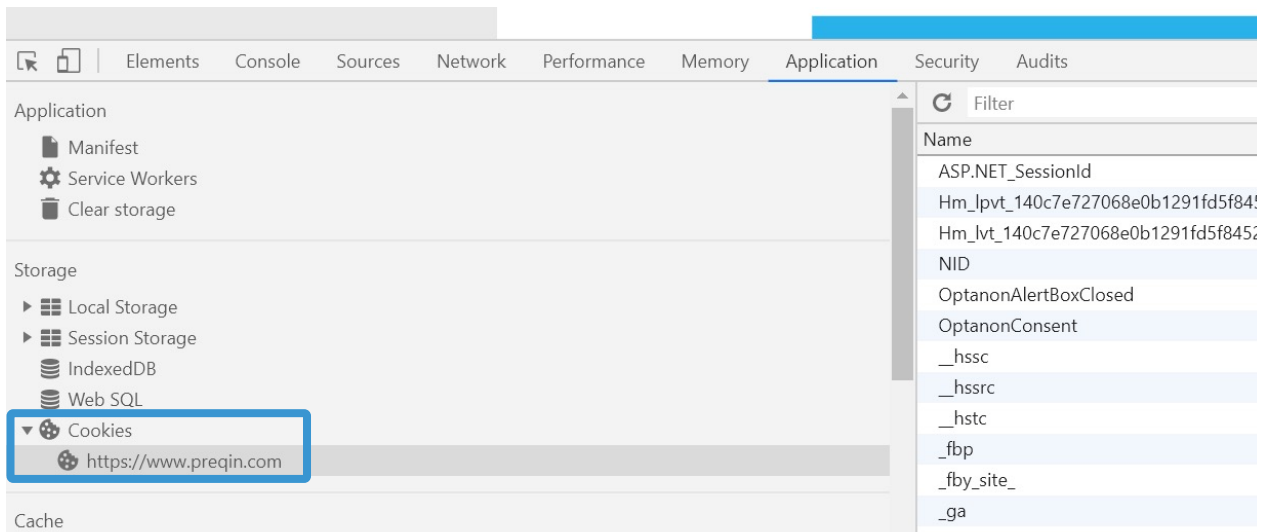 Elements Console Sources Network Performance Memory Application Security Audits
Application
Manifest
Service Workers
Clear storage
Storage
Local Storage
Session Storage
IndexedDB
Web SQL
Cookies
https://www.preqin.com
Cache
Filter
Name
ASP.NET_SessionId
Hm_lpvt_140c7e727068e0b1291fd5f845
Hm_lvt_140c7e727068e0b1291fd5f8452
NID
OptanonAlertBoxClosed
OptanonConsent
__hssc
__hssrc
__hstc
_fbp
_fby_site_
_ga